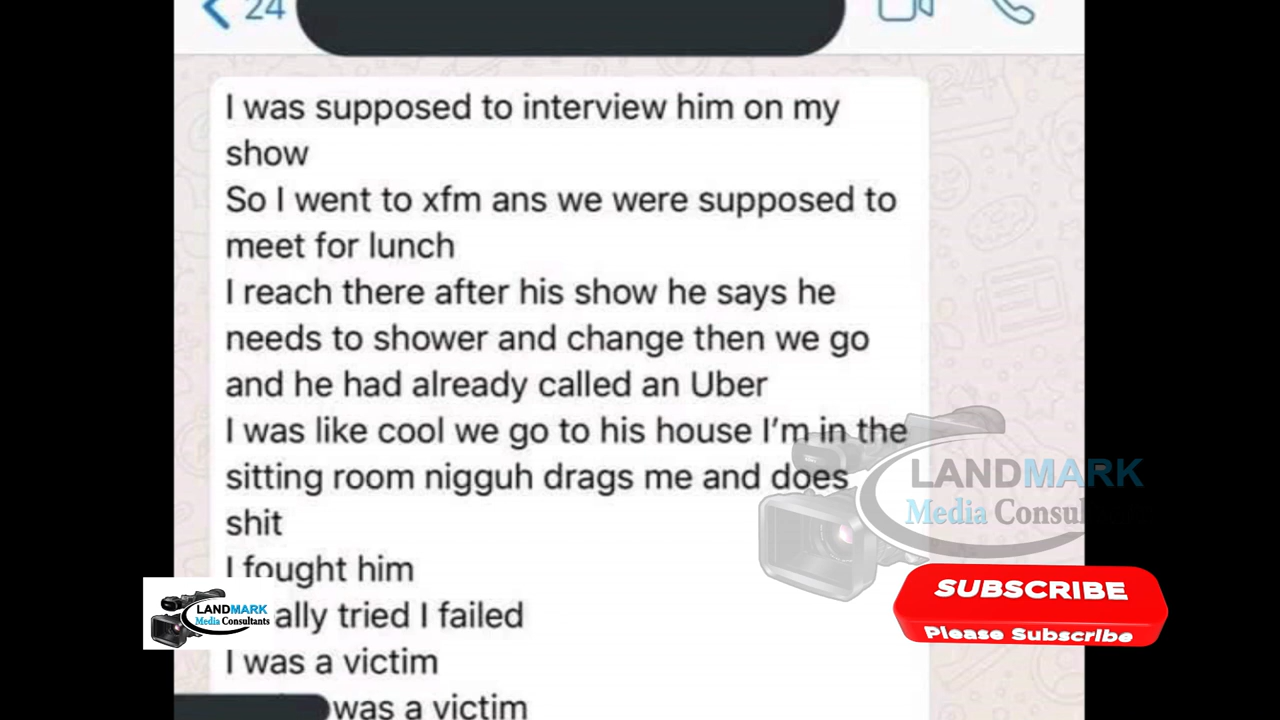 24
I was supposed to interview him on my
show
So I went to xfm ans we were supposed to
meet for lunch
I reach there after his show he says he
needs to shower and change then we go
and he had already called an Uber
I was like cool we go to his house I'm in the
sitting room nigguh drags me and does
shit
I fought him
ally tried I failed
I was a victim
was a victim
LANDMARK
Media Consul
SUBSCRIBE
Please Subscribe
LANDMARK
Media Consultants